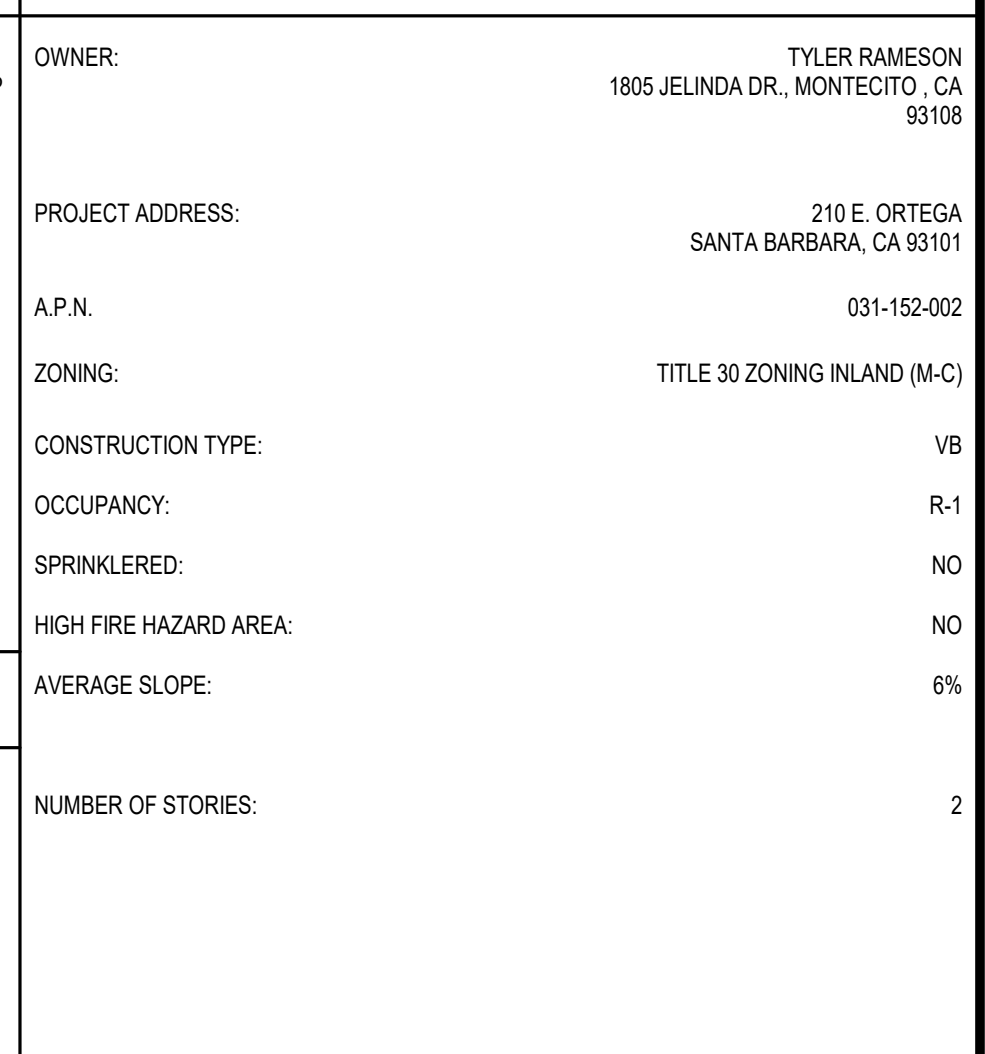 OWNER: TYLER RAMESON
1805 JELINDA DR., MONTECITO , CA
93108
PROJECT ADDRESS: 210 E. ORTEGA
SANTA BARBARA, CA 93101
A.P.N. 031-152-002
ZONING: TITLE 30 ZONING INLAND (M-C)
CONSTRUCTION TYPE: VB
OCCUPANCY: R-1
SPRINKLERED: NO
HIGH FIRE HAZARD AREA: NO
AVERAGE SLOPE: 6%
NUMBER OF STORIES: 2